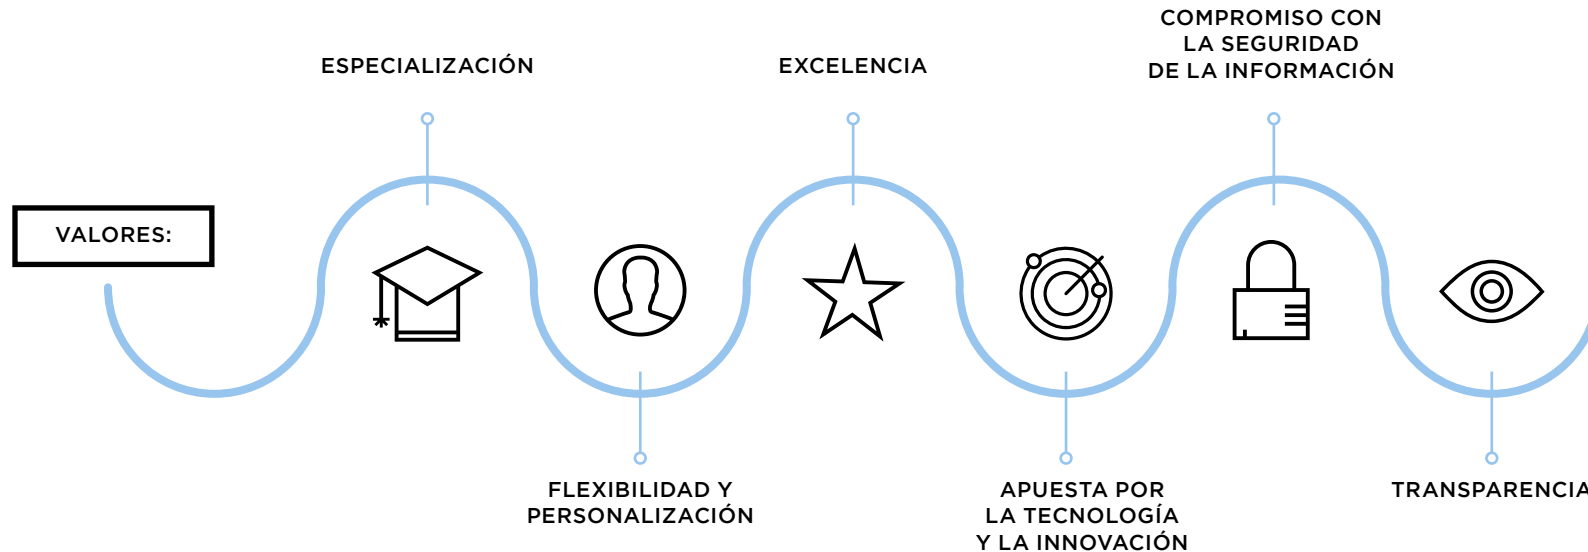 VALORES:
ESPECIALIZACIÓN
FLEXIBILIDAD Y
PERSONALIZACIÓN
EXCELENCIA
APUESTA POR
LA TECNOLOGÍA
Y LA INNOVACIÓN
COMPROMISO CON
LA SEGURIDAD
DE LA INFORMACIÓN
TRANSPARENCIA